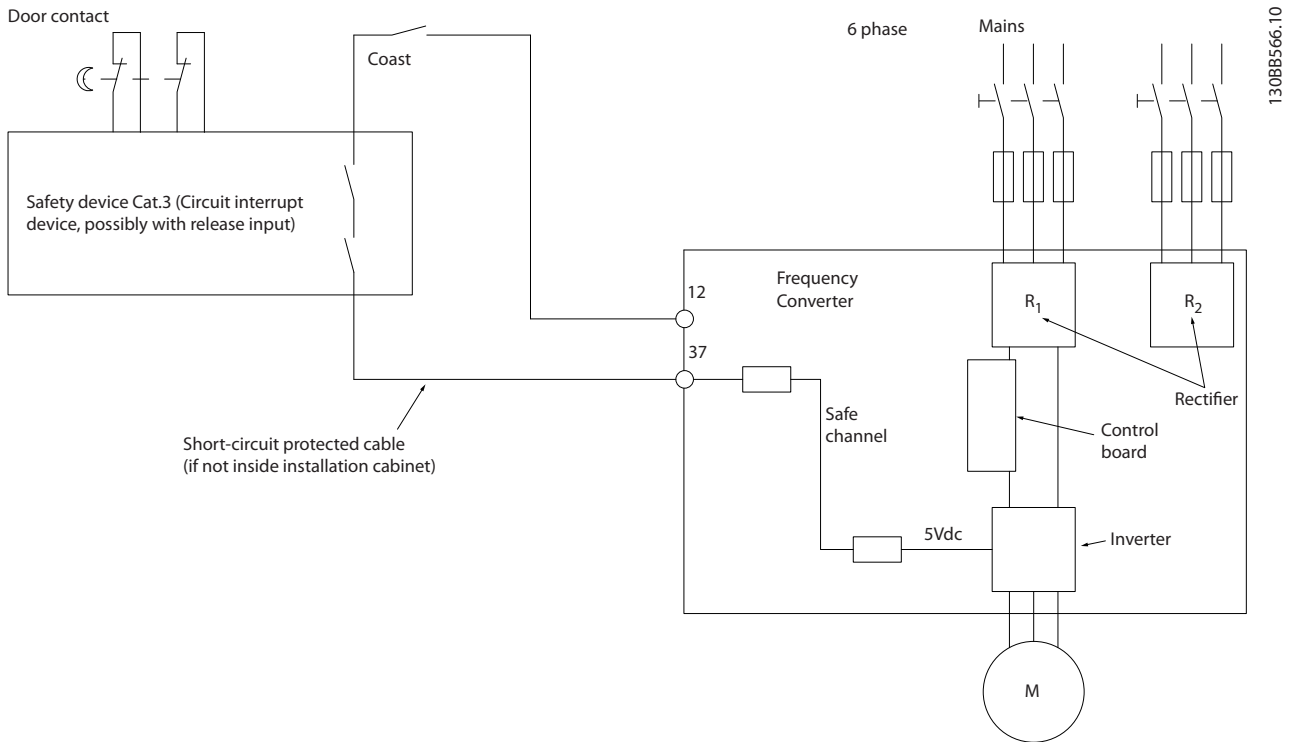 Door contact
Coast
6 phase
Mains
130BB566.10
Safety device Cat.3 (Circuit interrupt
device, possibly with release input)
12
37
Frequency
Converter
R1
R2
Rectifier
Safe
channel
Control
board
Short-circuit protected cable
(if not inside installation cabinet)
5Vdc
Inverter
M